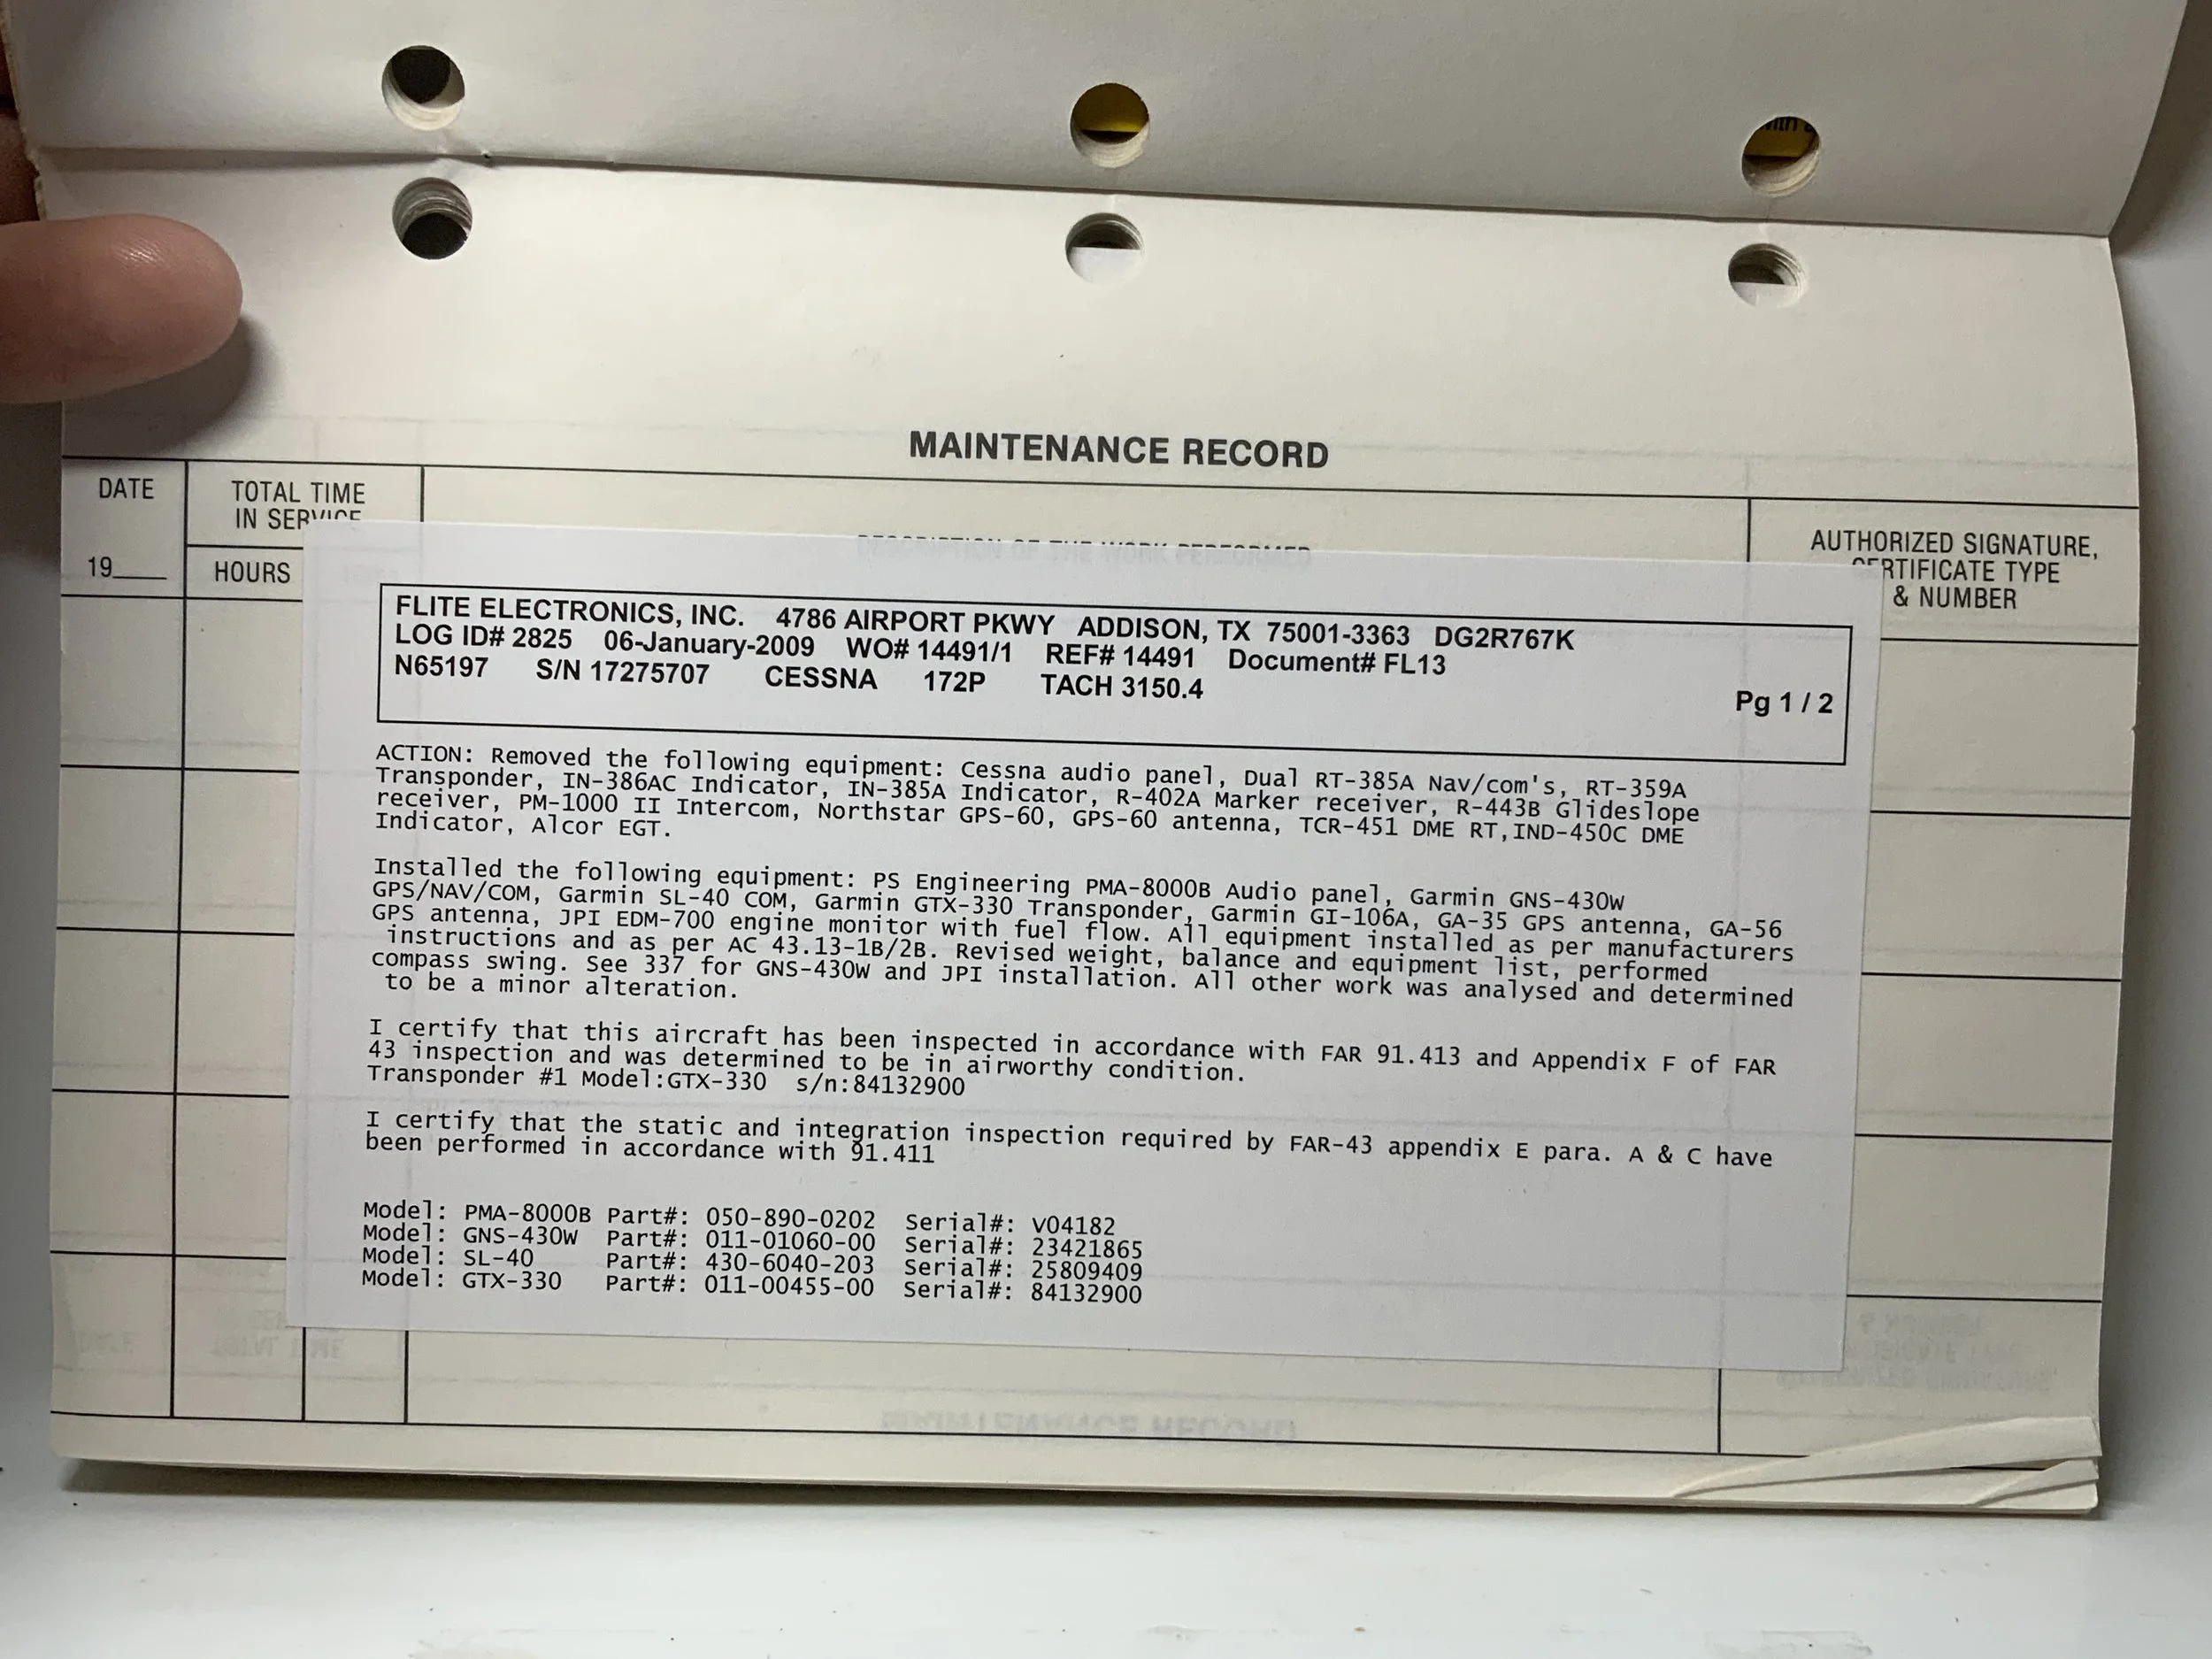 MAINTENANCE RECORD
DATE
TOTAL TIME
IN SERVICE
19____
HOURS
DESCRIPTION OF THE WORK PERFORMED
AUTHORIZED SIGNATURE,
CERTIFICATE TYPE
& NUMBER
FLITE ELECTRONICS, INC. 4786 AIRPORT PKWY ADDISON, TX 75001-3363 DG2R767K
LOG ID# 2825 06-January-2009 WO# 14491/1 REF# 14491 Document# FL13
N65197 S/N 17275707 CESSNA 172P TACH 3150.4
Pg 1 / 2
ACTION: Removed the following equipment: Cessna audio panel, Dual RT-385A Nav/com's, RT-359A
Transponder, IN-386AC Indicator, IN-385A Indicator, R-402A Marker receiver, R-443B Glideslope
receiver, PM-1000 II Intercom, Northstar GPS-60, GPS-60 antenna, TCR-451 DME RT,IND-450C DME
Indicator, Alcor EGT.
Installed the following equipment: PS Engineering PMA-8000B Audio panel, Garmin GNS-430W
GPS/NAV/COM, Garmin SL-40 COM, Garmin GTX-330 Transponder, Garmin GI-106A, GA-35 GPS antenna, GA-56
GPS antenna, JPI EDM-700 engine monitor with fuel flow. All equipment installed as per manufacturers
instructions and as per AC 43.13-1B/2B. Revised weight, balance and equipment list, performed
compass swing. See 337 for GNS-430W and JPI installation. All other work was analysed and determined
to be a minor alteration.
I certify that this aircraft has been inspected in accordance with FAR 91.413 and Appendix F of FAR
43 inspection and was determined to be in airworthy condition.
Transponder #1 Model:GTX-330 s/n:84132900
I certify that the static and integration inspection required by FAR-43 appendix E para. A & C have
been performed in accordance with 91.411
Model: PMA-8000B Part#: 050-890-0202 Serial#: V04182
Model: GNS-430W Part#: 011-01060-00 Serial#: 23421865
Model: SL-40 Part#: 430-6040-203 Serial#: 25809409
Model: GTX-330 Part#: 011-00455-00 Serial#: 84132900